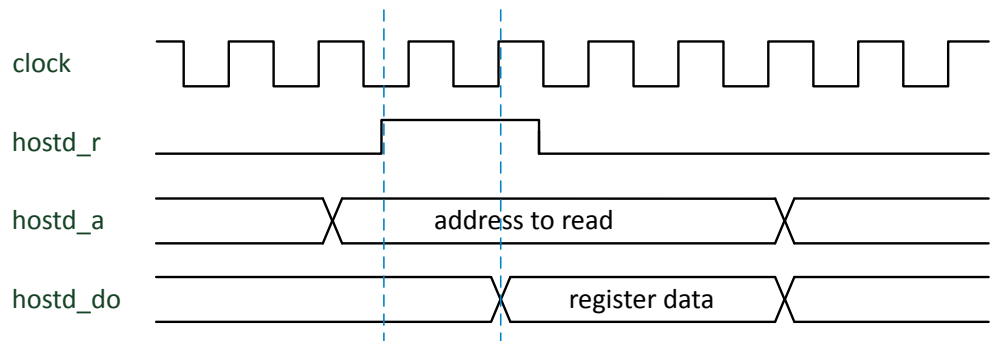 clock
hostd_r
hostd_a
address to read
hostd_do
register data